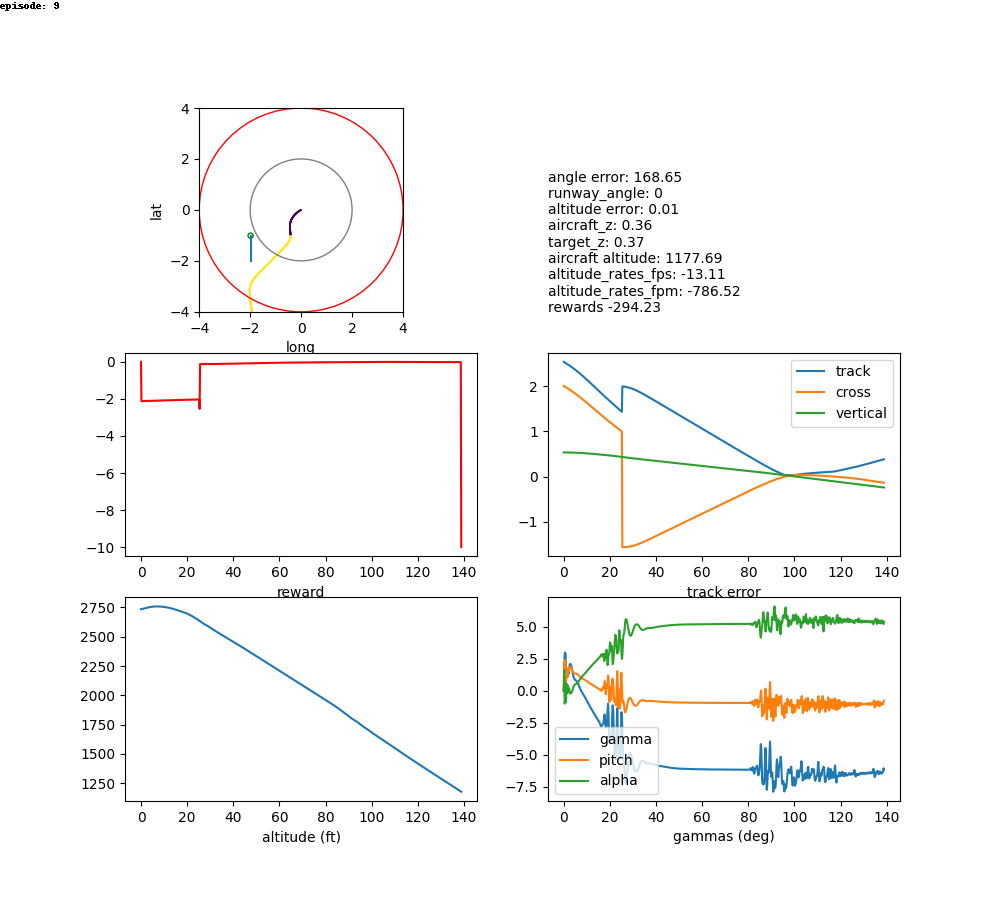 episode: 9
4
2
0
−2
−4
lat
−4 −2 0 2 4
long
angle error: 168.65
runway_angle: 0
altitude error: 0.01
aircraft_z: 0.36
target_z: 0.37
aircraft altitude: 1177.69
altitude_rates_fps: -13.11
altitude_rates_fpm: -786.52
rewards -294.23
0
−2
−4
−6
−8
−10
0 20 40 60 80 100 120 140
reward
2
1
0
−1
track
cross
vertical
0 20 40 60 80 100 120 140
track error
2750
2500
2250
2000
1750
1500
1250
0 20 40 60 80 100 120 140
altitude (ft)
5.0
2.5
0.0
−2.5
−5.0
−7.5
gamma
pitch
alpha
0 20 40 60 80 100 120 140
gammas (deg)